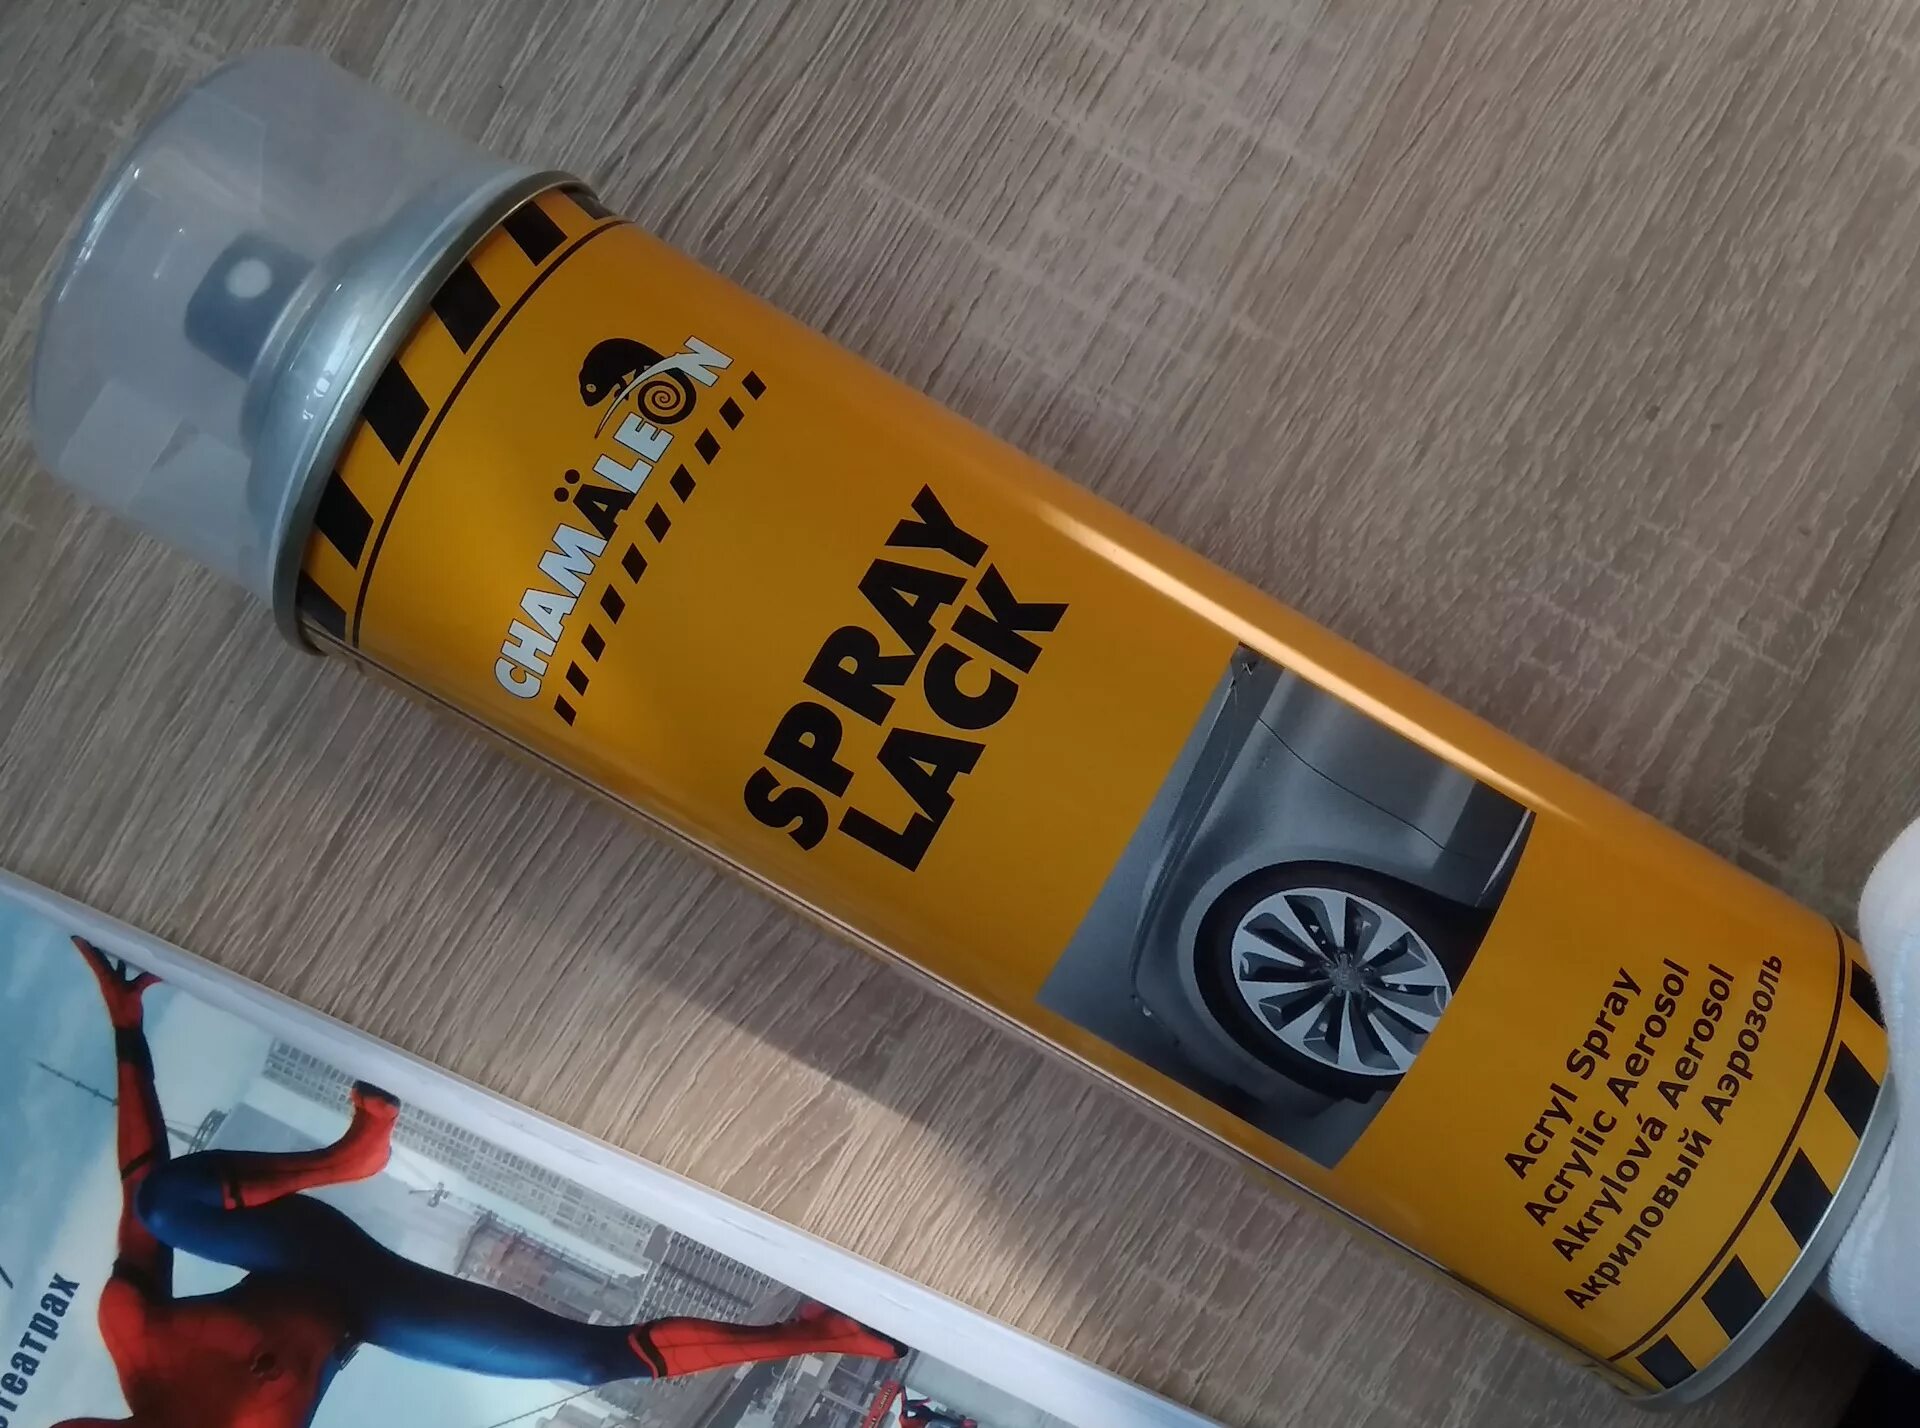 CHAMÄLEON
SPRAY
LACK
Acryl Spray
Acrylic Aerosol
Akrylová Aerosol
Акриловый Аэрозоль